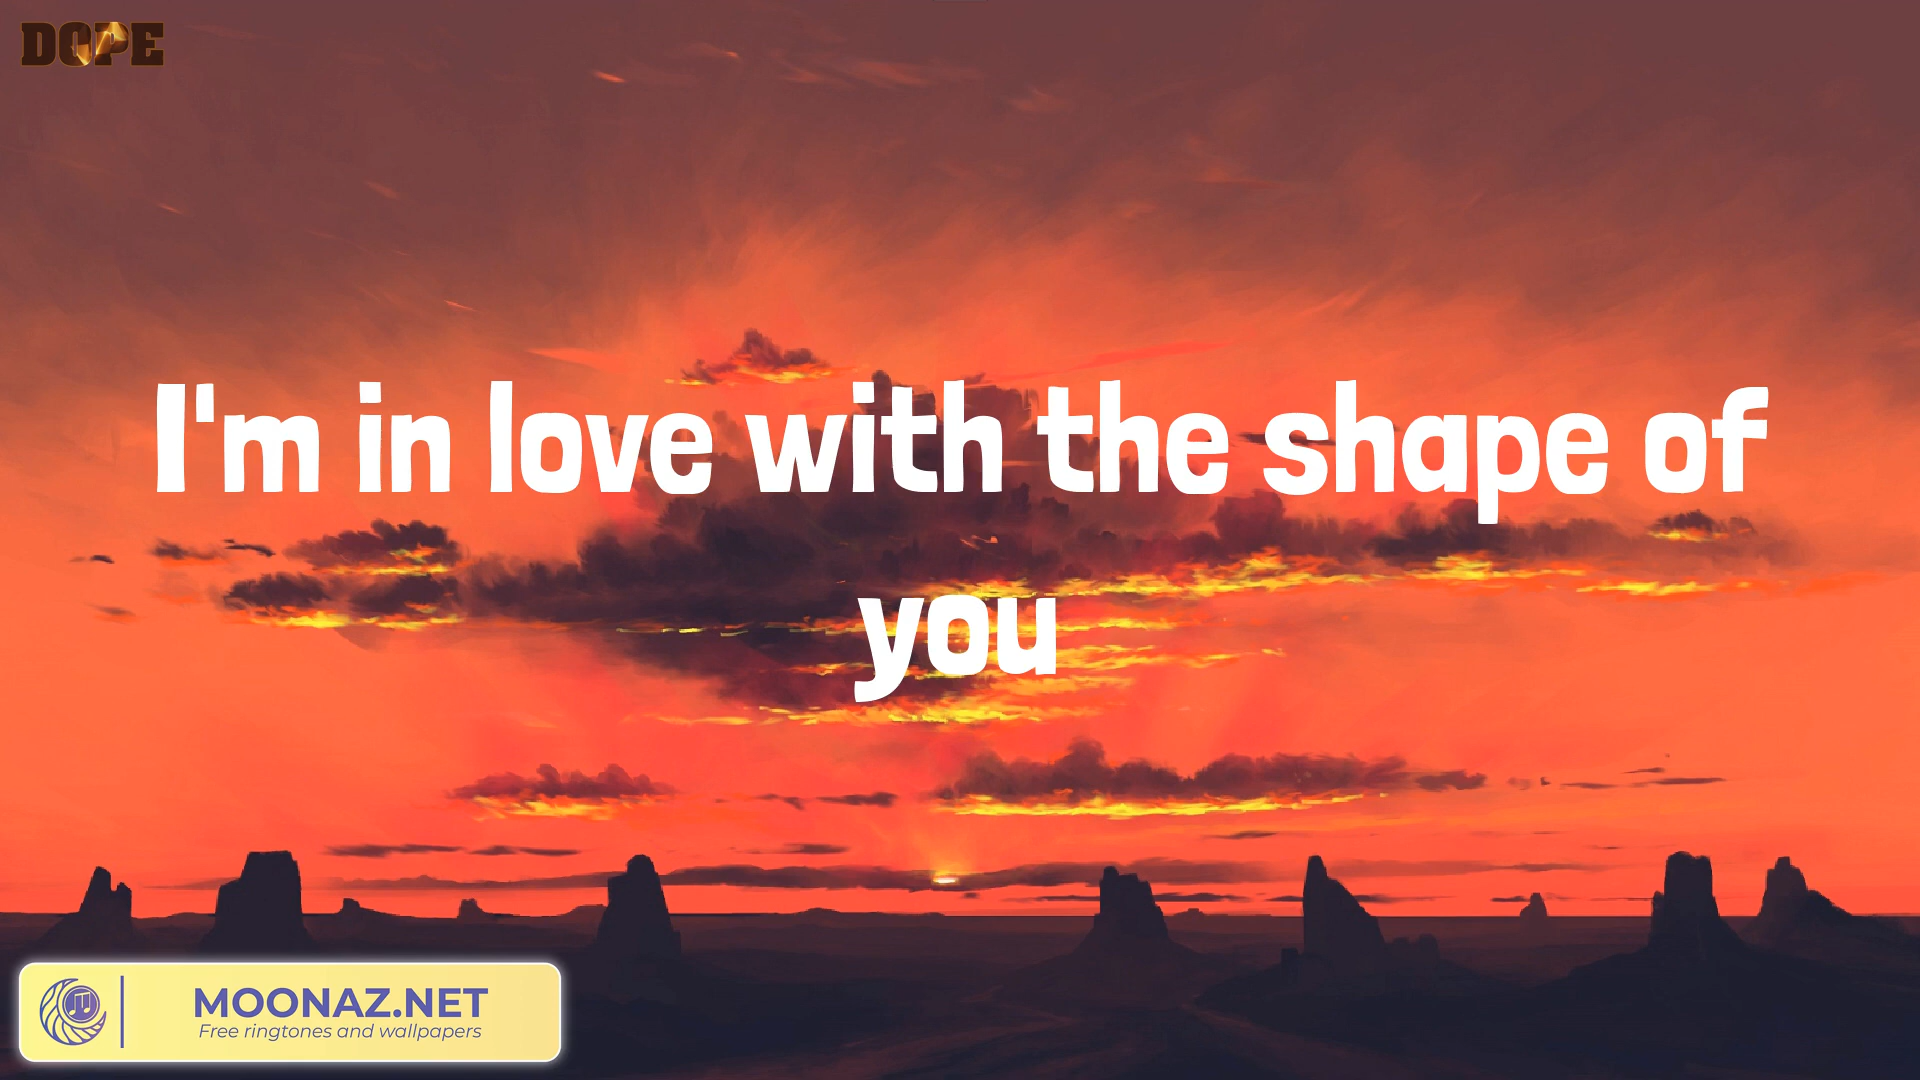 DOPE
I'm in love with the shape of
you
MOONAZ.NET
Free ringtones and wallpapers